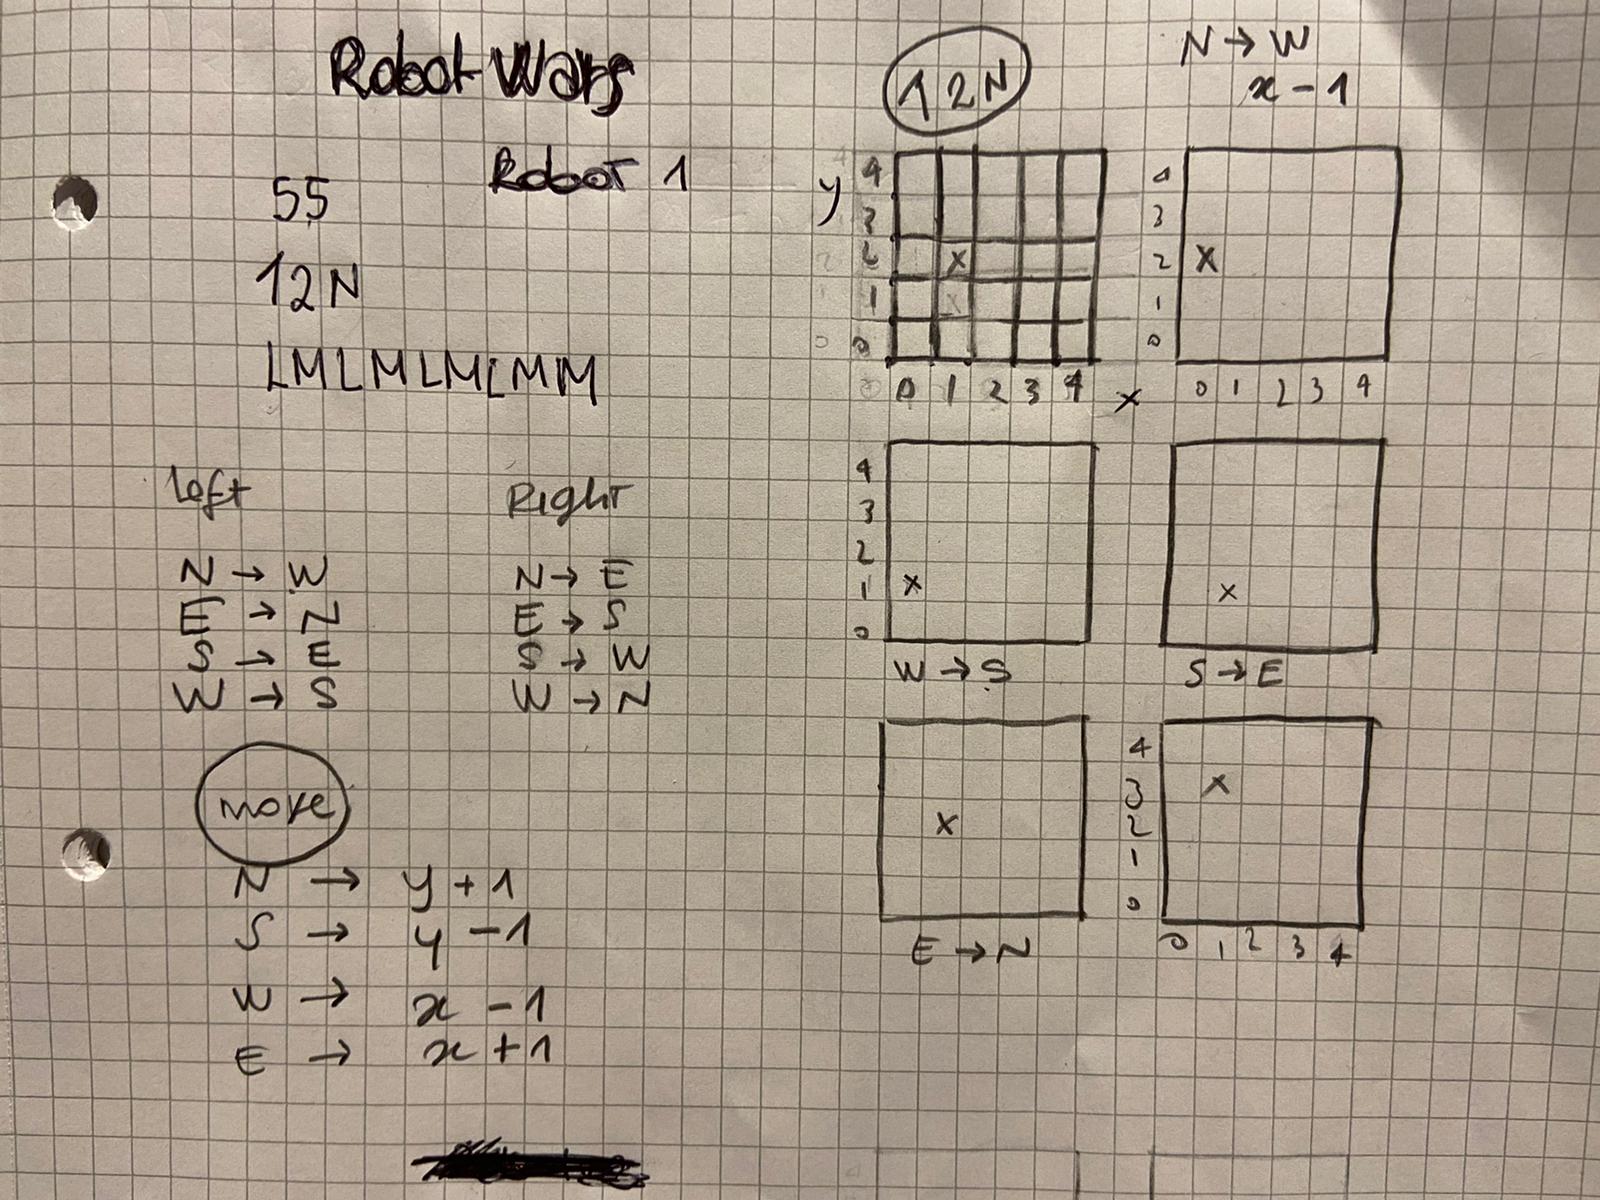 Robot Wars
Robot 1
55
12N
LMLMLMLMM
left
Right
N → W
E → N
S → E
W → S
N → E
E → S
S → W
W → N
move
N → y + 1
S → y - 1
W → x - 1
E → x + 1
12N
y
4
3
2
1
0
0 1 2 3 4 x
N → W
x - 1
4
3
2
1
0
0 1 2 3 4
4
3
2
1
0
W → S
S → E
E → N
4
3
2
1
0
0 1 2 3 4